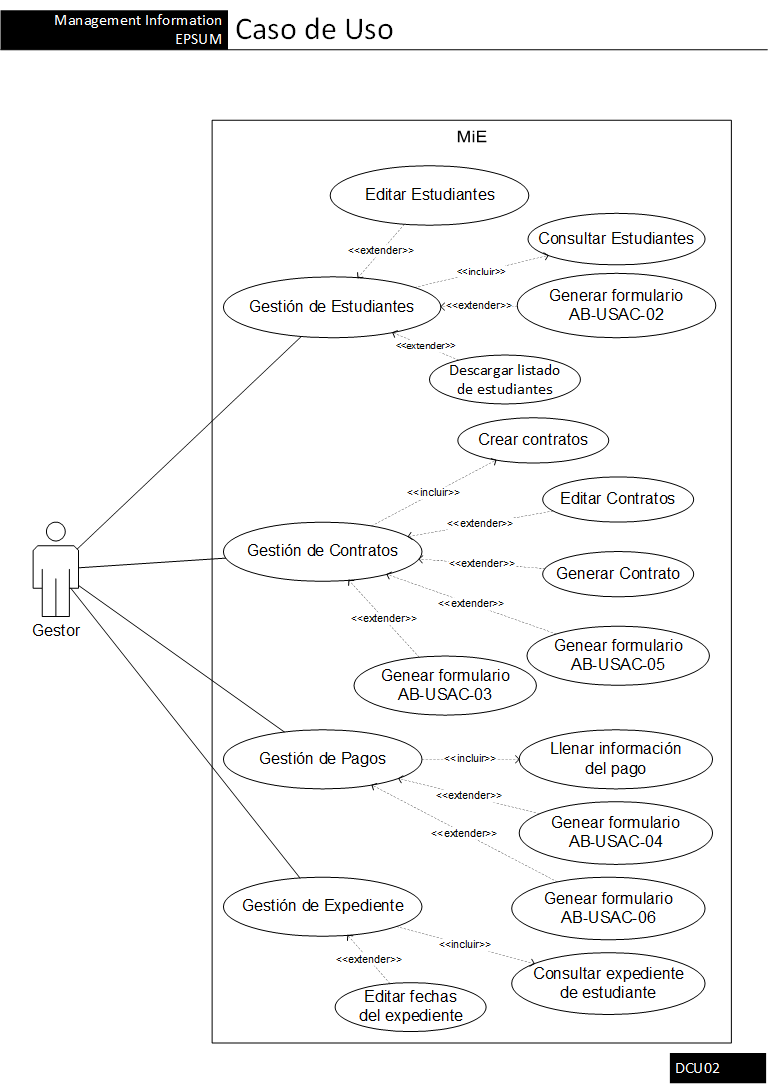 Management Information
EPSUM
Caso de Uso
MiE
Editar Estudiantes
<<extender>>
Consultar Estudiantes
<<incluir>>
Gestión de Estudiantes
<<extender>>
Generar formulario
AB-USAC-02
<<extender>>
Descargar listado
de estudiantes
Crear contratos
<<incluir>>
Editar Contratos
<<extender>>
Gestión de Contratos
<<extender>>
Generar Contrato
<<extender>>
<<extender>>
Genear formulario
AB-USAC-05
Genear formulario
AB-USAC-03
Gestor
Gestión de Pagos
<<incluir>>
Llenar información
del pago
<<extender>>
Genear formulario
AB-USAC-04
<<extender>>
Genear formulario
AB-USAC-06
Gestión de Expediente
<<incluir>>
<<extender>>
Consultar expediente
de estudiante
Editar fechas
del expediente
DCU02